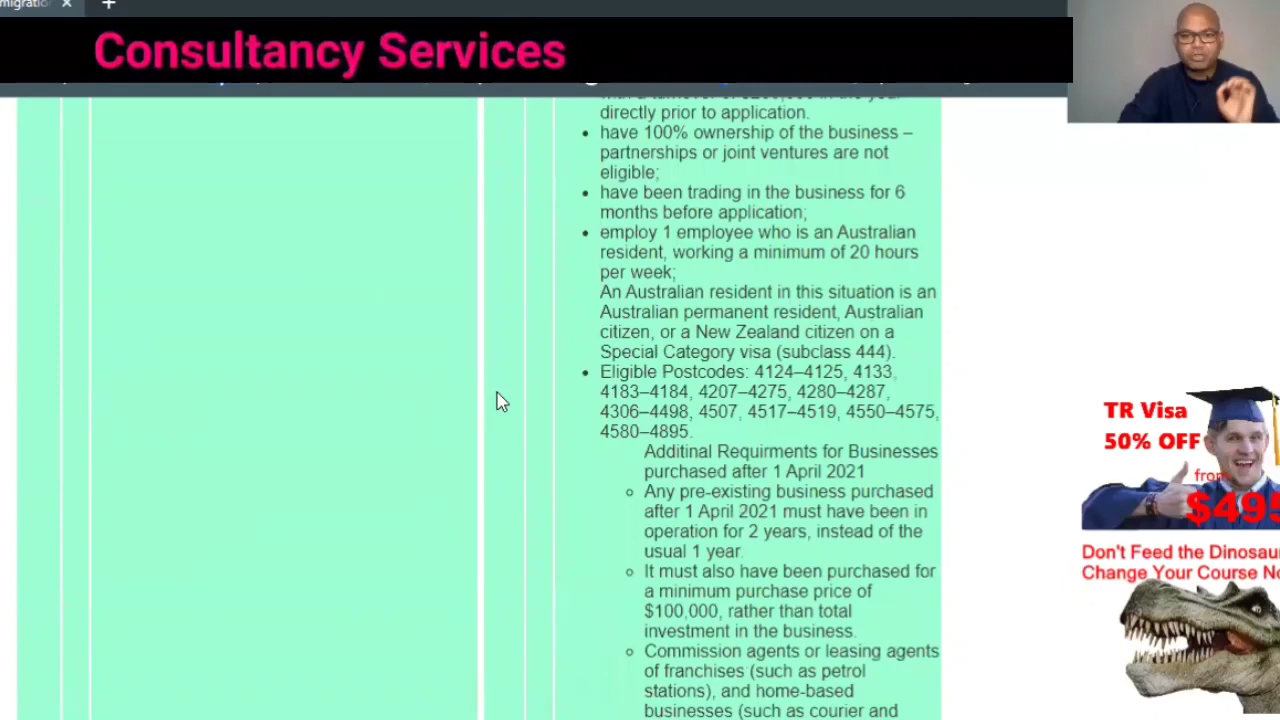 Consultancy Services
directly prior to application.
have 100% ownership of the business –
partnerships or joint ventures are not
eligible;
have been trading in the business for 6
months before application;
employ 1 employee who is an Australian
resident, working a minimum of 20 hours
per week;
An Australian resident in this situation is an
Australian permanent resident, Australian
citizen, or a New Zealand citizen on a
Special Category visa (subclass 444).
Eligible Postcodes: 4124–4125, 4133,
4183–4184, 4207–4275, 4280–4287,
4306–4498, 4507, 4517–4519, 4550–4575,
4580–4895.
Additinal Requirments for Businesses
purchased after 1 April 2021
Any pre-existing business purchased
after 1 April 2021 must have been in
operation for 2 years, instead of the
usual 1 year.
It must also have been purchased for
a minimum purchase price of
$100,000, rather than total
investment in the business.
Commission agents or leasing agents
of franchises (such as petrol
stations), and home-based
businesses (such as courier and
TR Visa
50% OFF
from
$495
Don't Feed the Dinosau
Change Your Course No